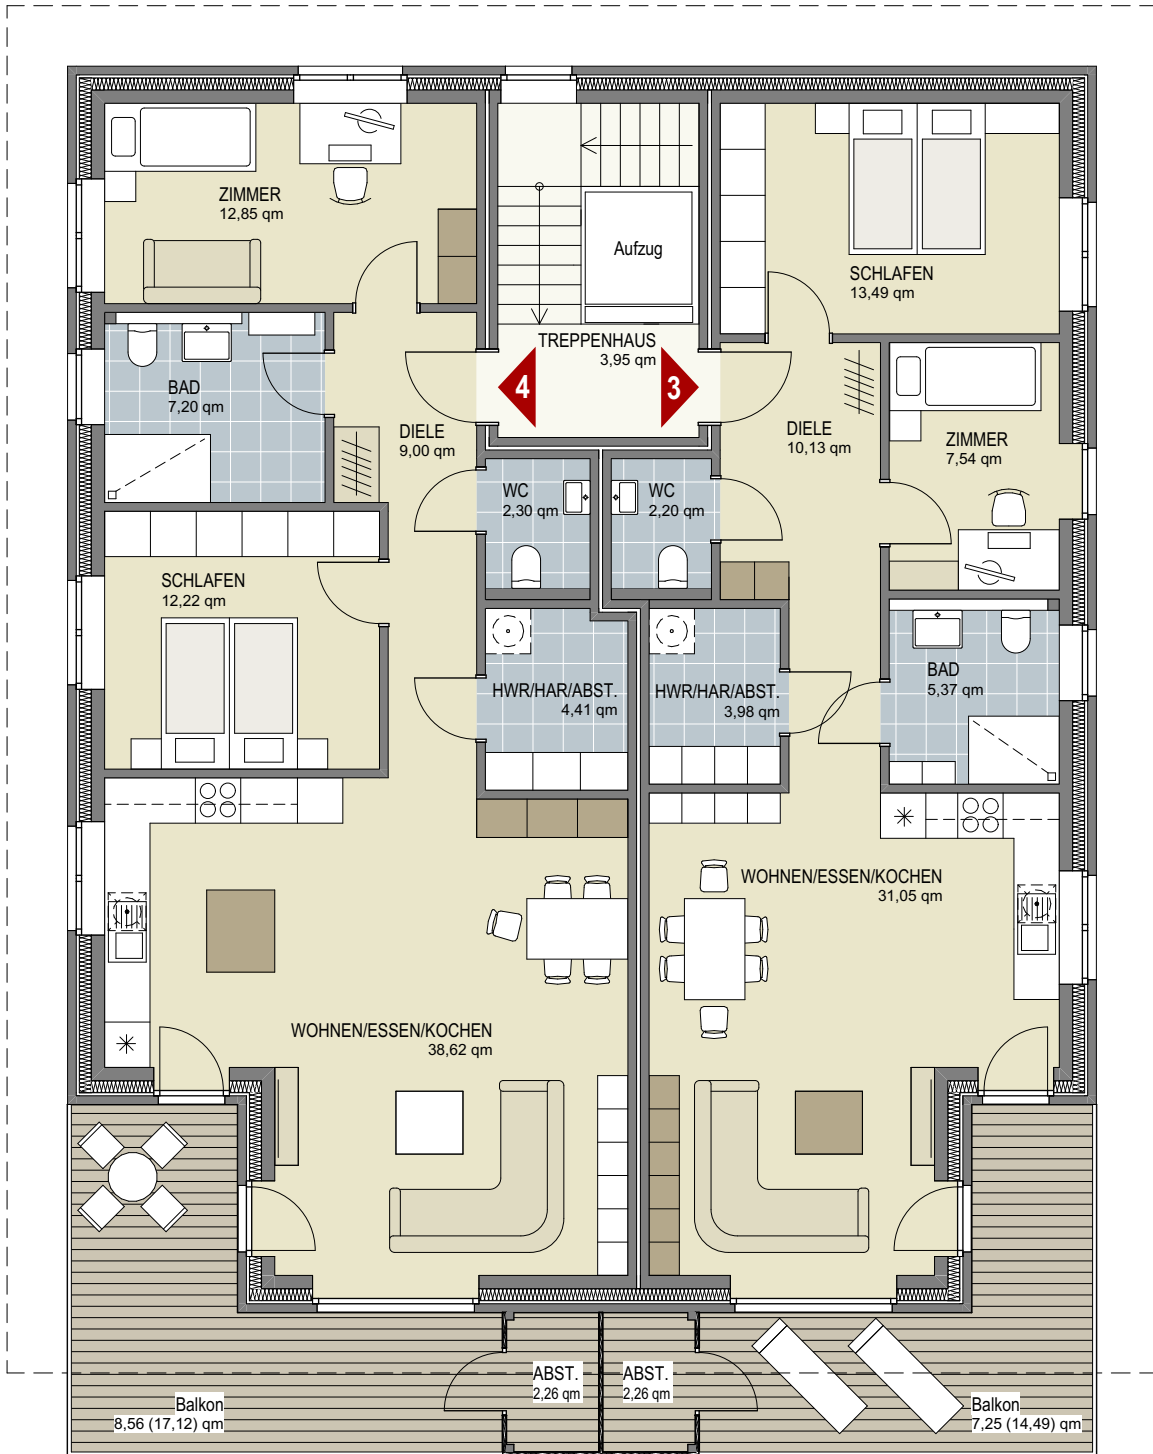 ZIMMER
12,85 qm
Aufzug
SCHLAFEN
13,49 qm
TREPPENHAUS
3,95 qm
4
3
BAD
7,20 qm
DIELE
9,00 qm
DIELE
10,13 qm
ZIMMER
7,54 qm
WC
2,30 qm
WC
2,20 qm
SCHLAFEN
12,22 qm
HWR/HAR/ABST.
4,41 qm
HWR/HAR/ABST.
3,98 qm
BAD
5,37 qm
WOHNEN/ESSEN/KOCHEN
31,05 qm
WOHNEN/ESSEN/KOCHEN
38,62 qm
ABST.
2,26 qm
ABST.
2,26 qm
Balkon
8,56 (17,12) qm
Balkon
7,25 (14,49) qm